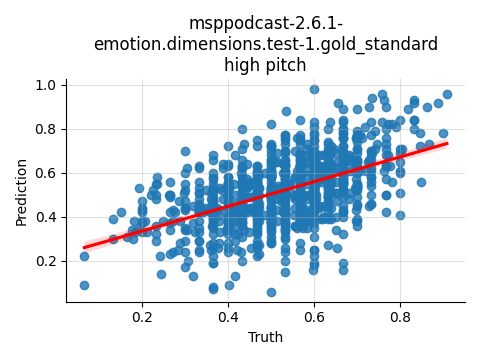 msppodcast-2.6.1-
emotion.dimensions.test-1.gold_standard
high pitch
1.0
0.8
0.6
0.4
0.2
Prediction
0.2 0.4 0.6 0.8
Truth